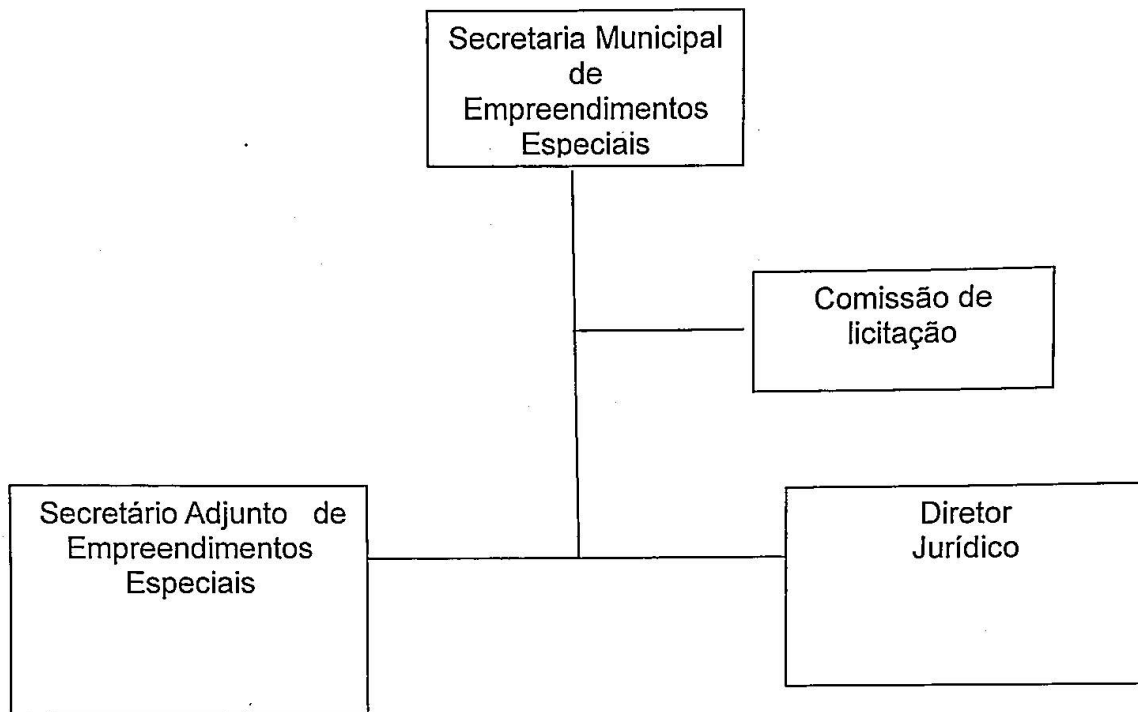 Secretaria Municipal
de
Empreendimentos
Especiais
Comissão de
licitação
Secretário Adjunto de
Empreendimentos
Especiais
Diretor
Jurídico